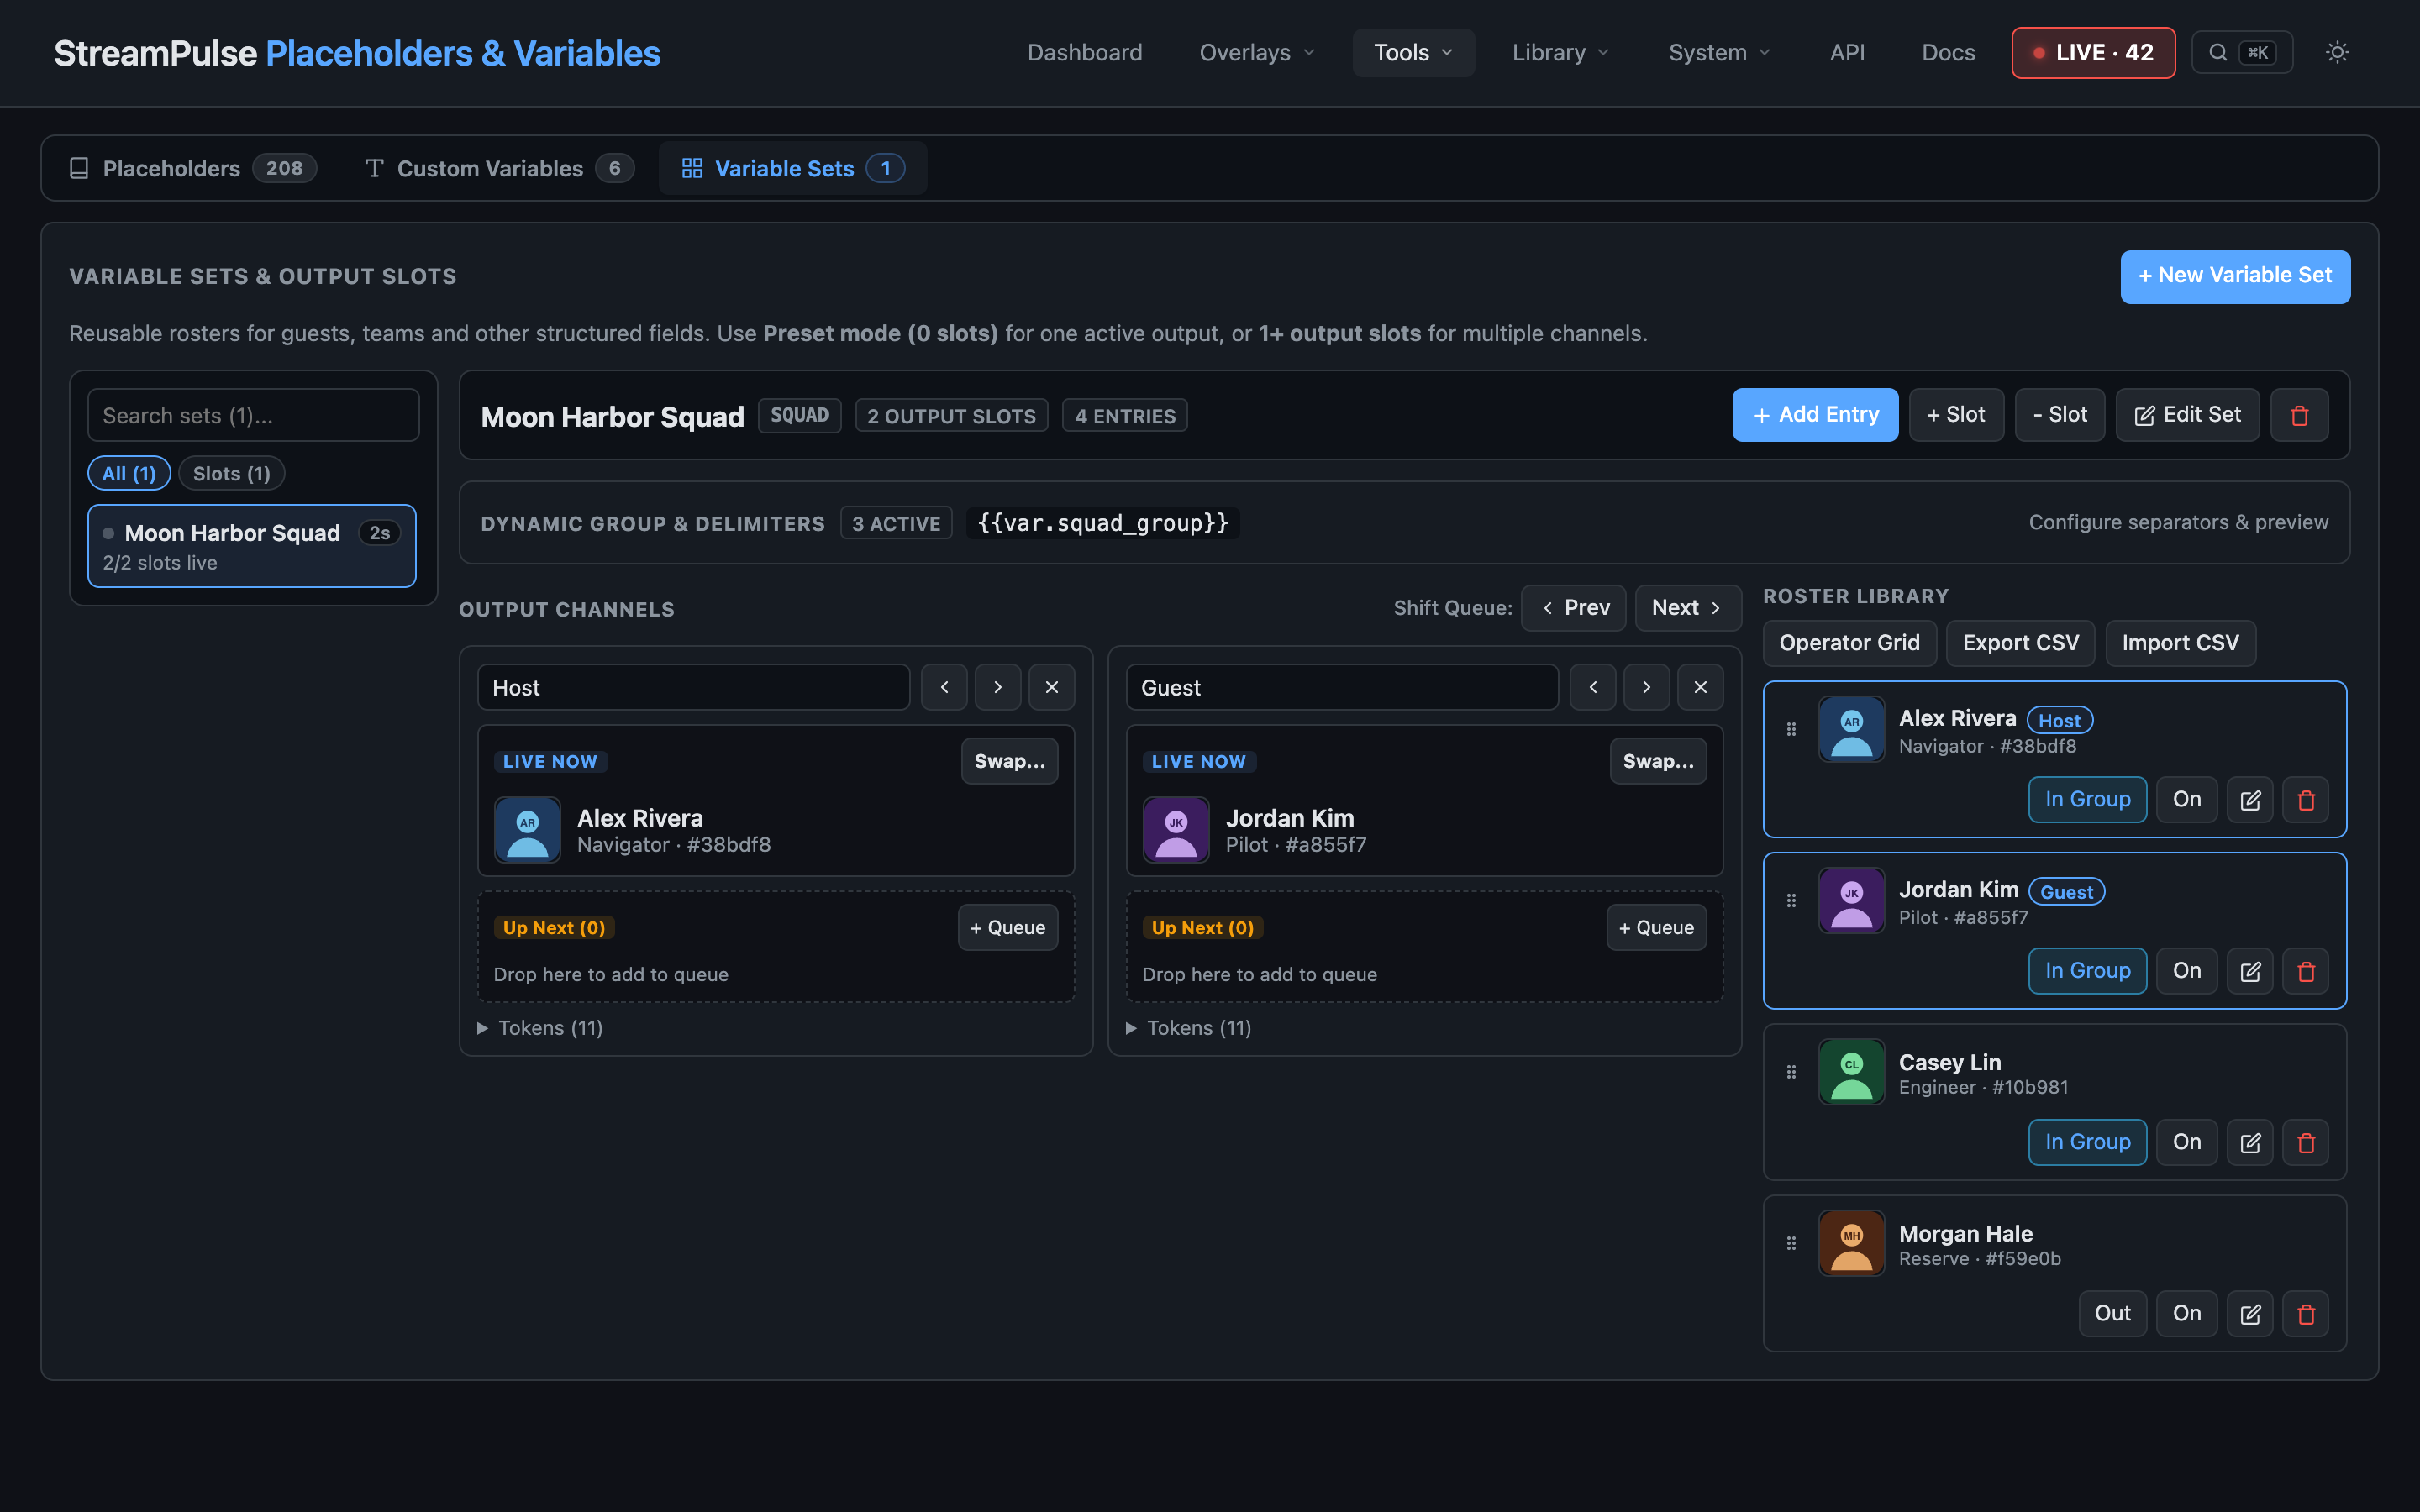 StreamPulse Placeholders & Variables
Dashboard Overlays Tools Library System API Docs LIVE · 42 ⌘K
Placeholders 208 Custom Variables 6 Variable Sets 1
VARIABLE SETS & OUTPUT SLOTS
+ New Variable Set
Reusable rosters for guests, teams and other structured fields. Use Preset mode (0 slots) for one active output, or 1+ output slots for multiple channels.
Search sets (1)...
All (1) Slots (1)
Moon Harbor Squad 2s
2/2 slots live
Moon Harbor Squad SQUAD 2 OUTPUT SLOTS 4 ENTRIES
+ Add Entry + Slot - Slot Edit Set
DYNAMIC GROUP & DELIMITERS 3 ACTIVE {{var.squad_group}}
Configure separators & preview
OUTPUT CHANNELS
Shift Queue: Prev Next
Host
LIVE NOW Swap...
AR
Alex Rivera
Navigator · #38bdf8
Up Next (0) + Queue
Drop here to add to queue
Tokens (11)
Guest
LIVE NOW Swap...
JK
Jordan Kim
Pilot · #a855f7
Up Next (0) + Queue
Drop here to add to queue
Tokens (11)
ROSTER LIBRARY
Operator Grid Export CSV Import CSV
AR
Alex Rivera Host
Navigator · #38bdf8
In Group On
JK
Jordan Kim Guest
Pilot · #a855f7
In Group On
CL
Casey Lin
Engineer · #10b981
In Group On
MH
Morgan Hale
Reserve · #f59e0b
Out On